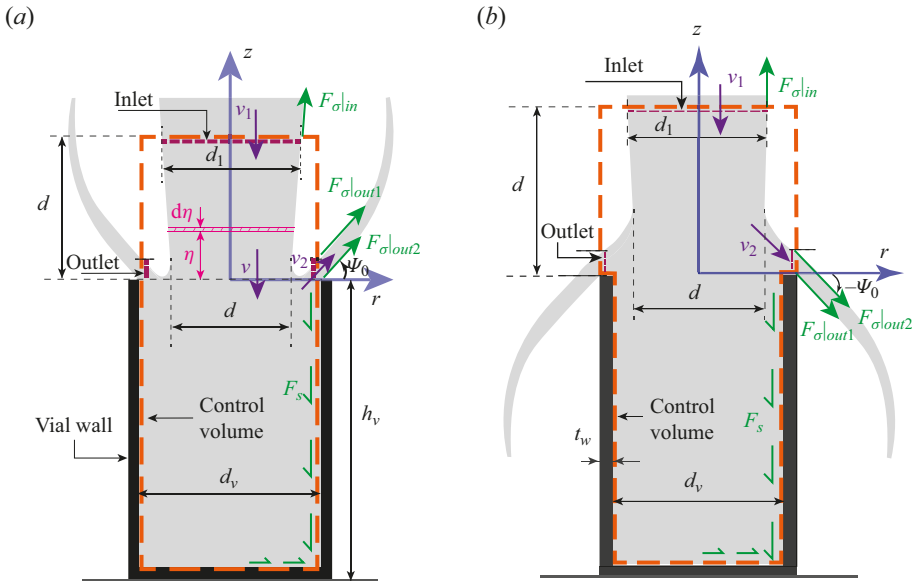 (a)
z
Inlet
v1
Fσ|in
d1
d
Fσ|out1
dη
Fσ|out2
η
Outlet
v
v2
Ψ0
r
d
Fs
hv
Control
volume
Vial wall
dv
(b)
z
Inlet
v1
Fσ|in
d1
d
Outlet
v2
r
−Ψ0
d
Fσ|out2
Fσ|out1
Control
volume
Fs
tw
dv